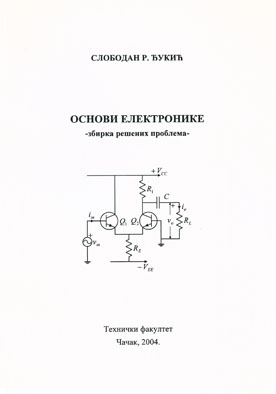 СЛОБОДАН Р. ЂУКИЋ
ОСНОВИ ЕЛЕКТРОНИКЕ
-збирка решених проблема-
+V_CC
R_1
C
i_in
Q_1
Q_2
i_o
v_o
R_L
v_in
R_E
-V_EE
Технички факултет
Чачак, 2004.